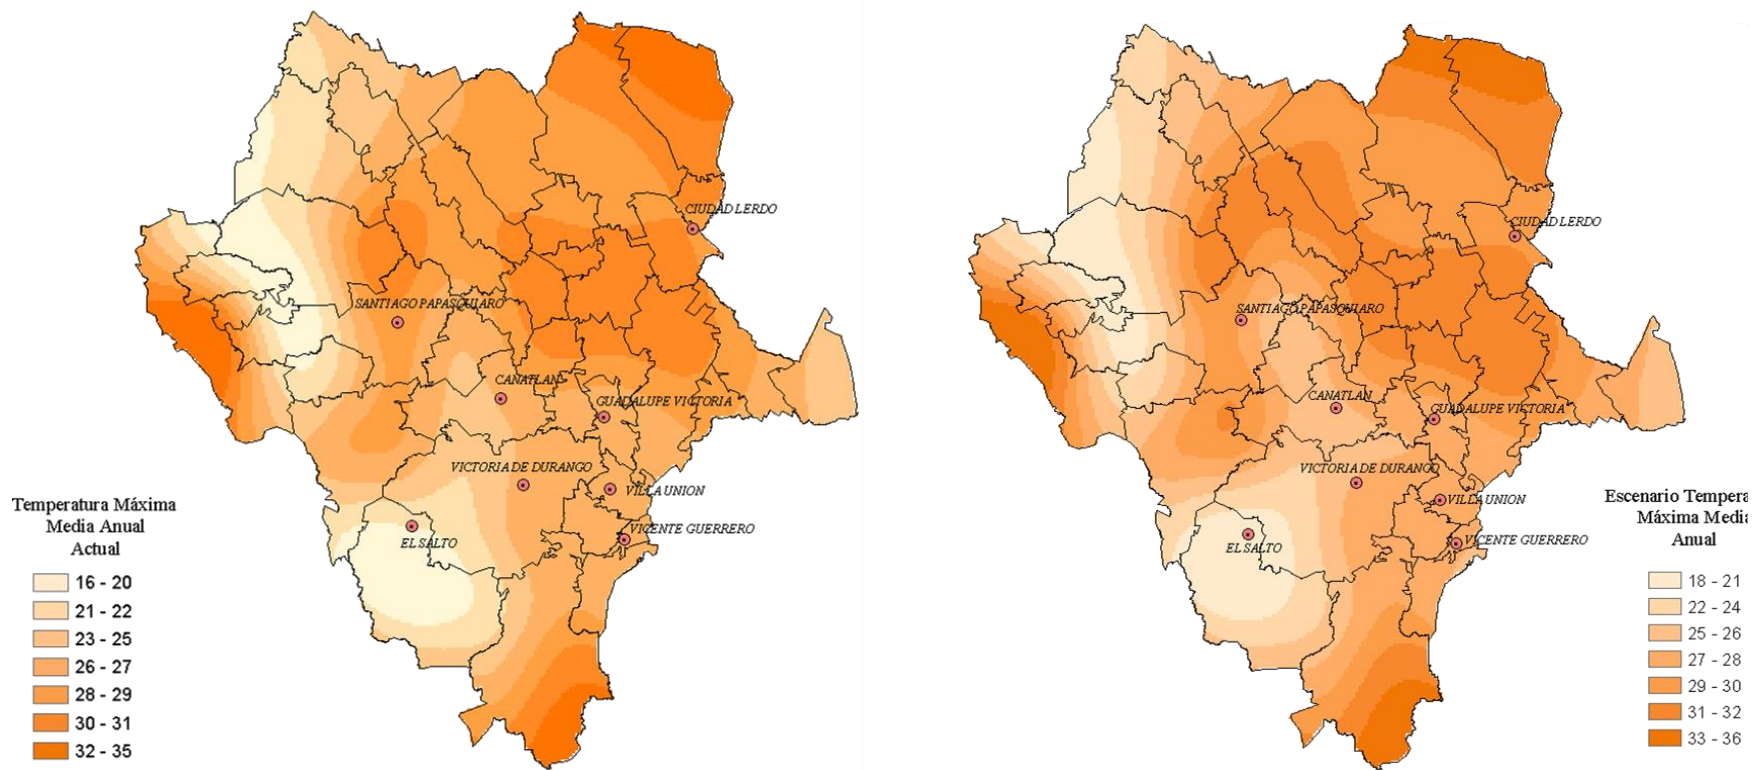 CIUDAD LERDO
SANTIAGO PAPASQUIARO
CANATLAN
GUADALUPE VICTORIA
VICTORIA DE DURANGO
VILLA UNION
VICENTE GUERRERO
EL SALTO
Temperatura Máxima
Media Anual
Actual
16 - 20
21 - 22
23 - 25
26 - 27
28 - 29
30 - 31
32 - 35
CIUDAD LERDO
SANTIAGO PAPASQUIARO
CANATLAN
GUADALUPE VICTORIA
VICTORIA DE DURANGO
VILLA UNION
VICENTE GUERRERO
EL SALTO
Escenario Tempera
Máxima Media
Anual
18 - 21
22 - 24
25 - 26
27 - 28
29 - 30
31 - 32
33 - 36